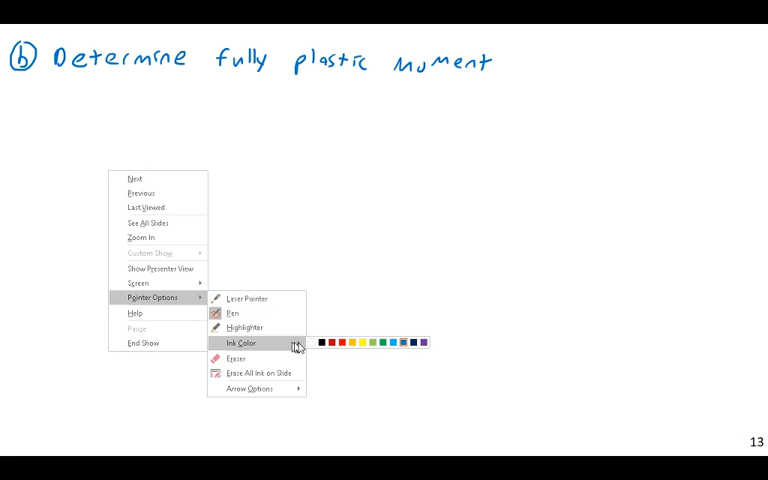 (b) Determine fully plastic Moment
Next
Previous
Last Viewed
See All Slides
Zoom In
Custom Show
Show Presenter View
Screen
Pointer Options
Help
Pause
End Show
Laser Pointer
Pen
Highlighter
Ink Color
Eraser
Erase All Ink on Slide
Arrow Options
13